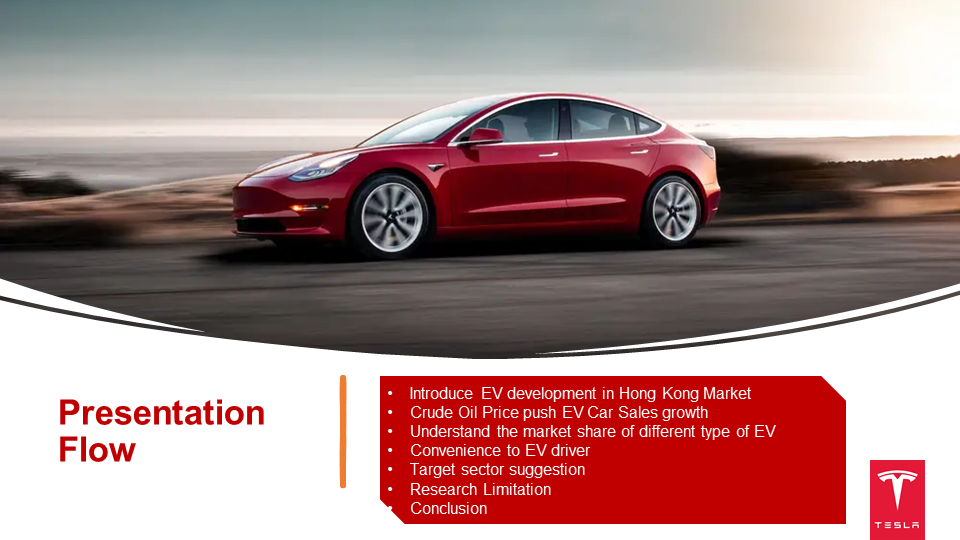 Presentation
Flow
• Introduce EV development in Hong Kong Market
• Crude Oil Price push EV Car Sales growth
• Understand the market share of different type of EV
• Convenience to EV driver
• Target sector suggestion
• Research Limitation
• Conclusion
TESLA